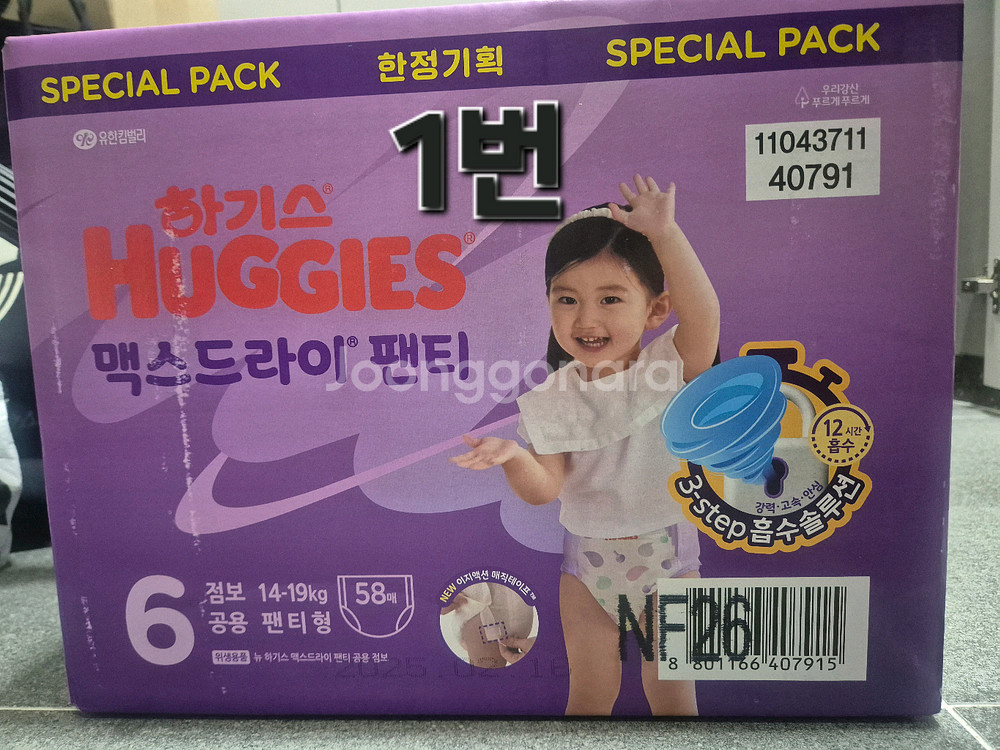 SPECIAL PACK 한정기획 SPECIAL PACK
우리강산
푸르게푸르게
유한킴벌리
1번
11043711
40791
하기스®
HUGGIES®
맥스드라이® 팬티
Joonggonara
12시간
흡수
강력·고속·안심
3-step 흡수솔루션
6
점보 14-19kg
공용 팬티형
58매
NEW 이지액션 매직테이프™
위생용품 뉴 하기스 맥스드라이 팬티 공용 점보
2025.02.16
NF26
8 801166 407915